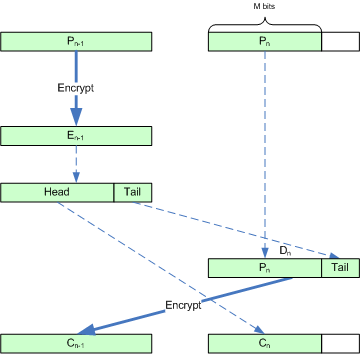 M bits
Pn-1
Pn
Encrypt
En-1
Head
Tail
Dn
Pn
Tail
Encrypt
Cn-1
Cn